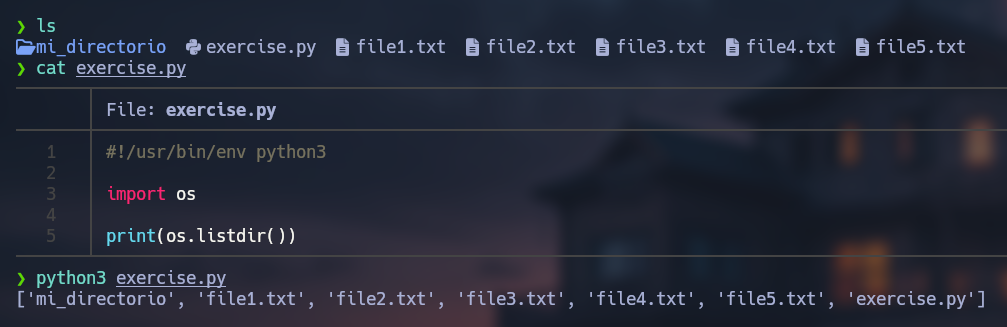 ❯ ls
mi_directorio exercise.py file1.txt file2.txt file3.txt file4.txt file5.txt
❯ cat exercise.py
File: exercise.py
1 #!/usr/bin/env python3
2
3 import os
4
5 print(os.listdir())
❯ python3 exercise.py
['mi_directorio', 'file1.txt', 'file2.txt', 'file3.txt', 'file4.txt', 'file5.txt', 'exercise.py']